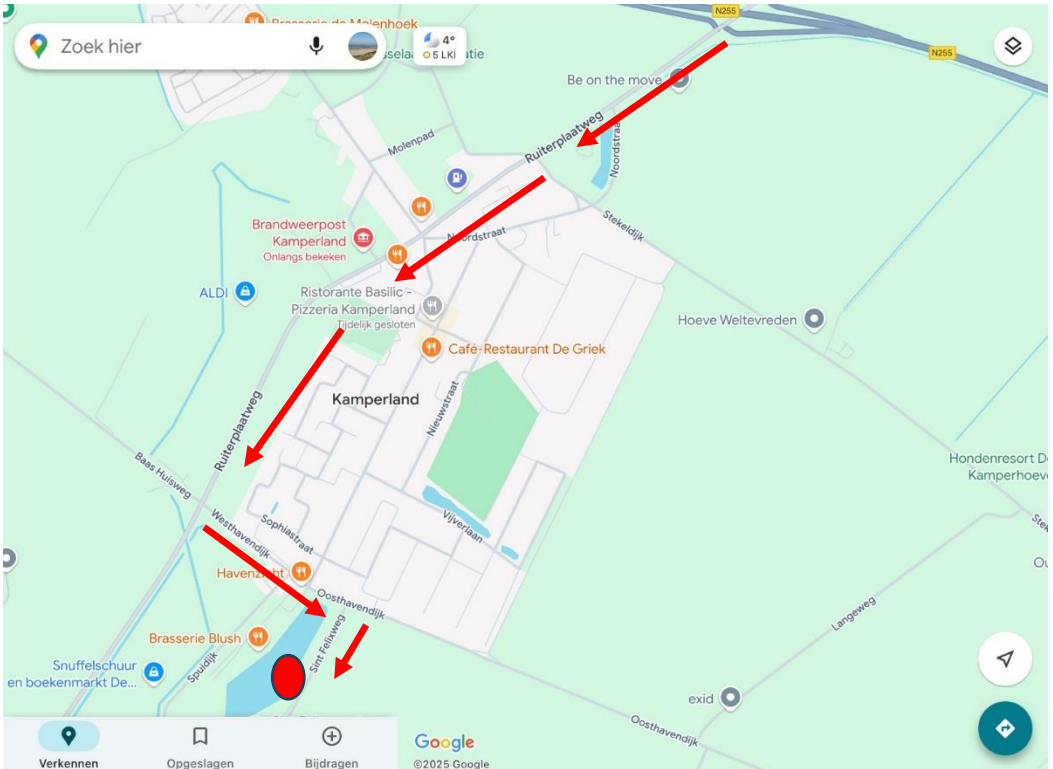 Brasserie de Molenhoek
N255
Zoek hier
4°
5 LKI
N255
Be on the move
Ruiterplaatweg
Molenpad
Noordstraat
Stekeldijk
Brandweerpost
Kamperland
Onlangs bekeken
Noordstraat
ALDI
Ristorante Basilic -
Pizzeria Kamperland
Tijdelijk gesloten
Hoeve Weltevreden
Café-Restaurant De Griek
Kamperland
Nieuwstraat
Ruiterplaatweg
Baas Huisweg
Hondenresort De
Kamperhoeve
Westhavendijk
Sophiastraat
Vijverlaan
Havenzicht
Oosthavendijk
Langeweg
Sint Felixweg
Brasserie Blush
Spuidijk
Snuffelschuur
en boekenmarkt De...
exid
Oosthavendijk
Verkennen
Opgeslagen
Bijdragen
Google
©2025 Google